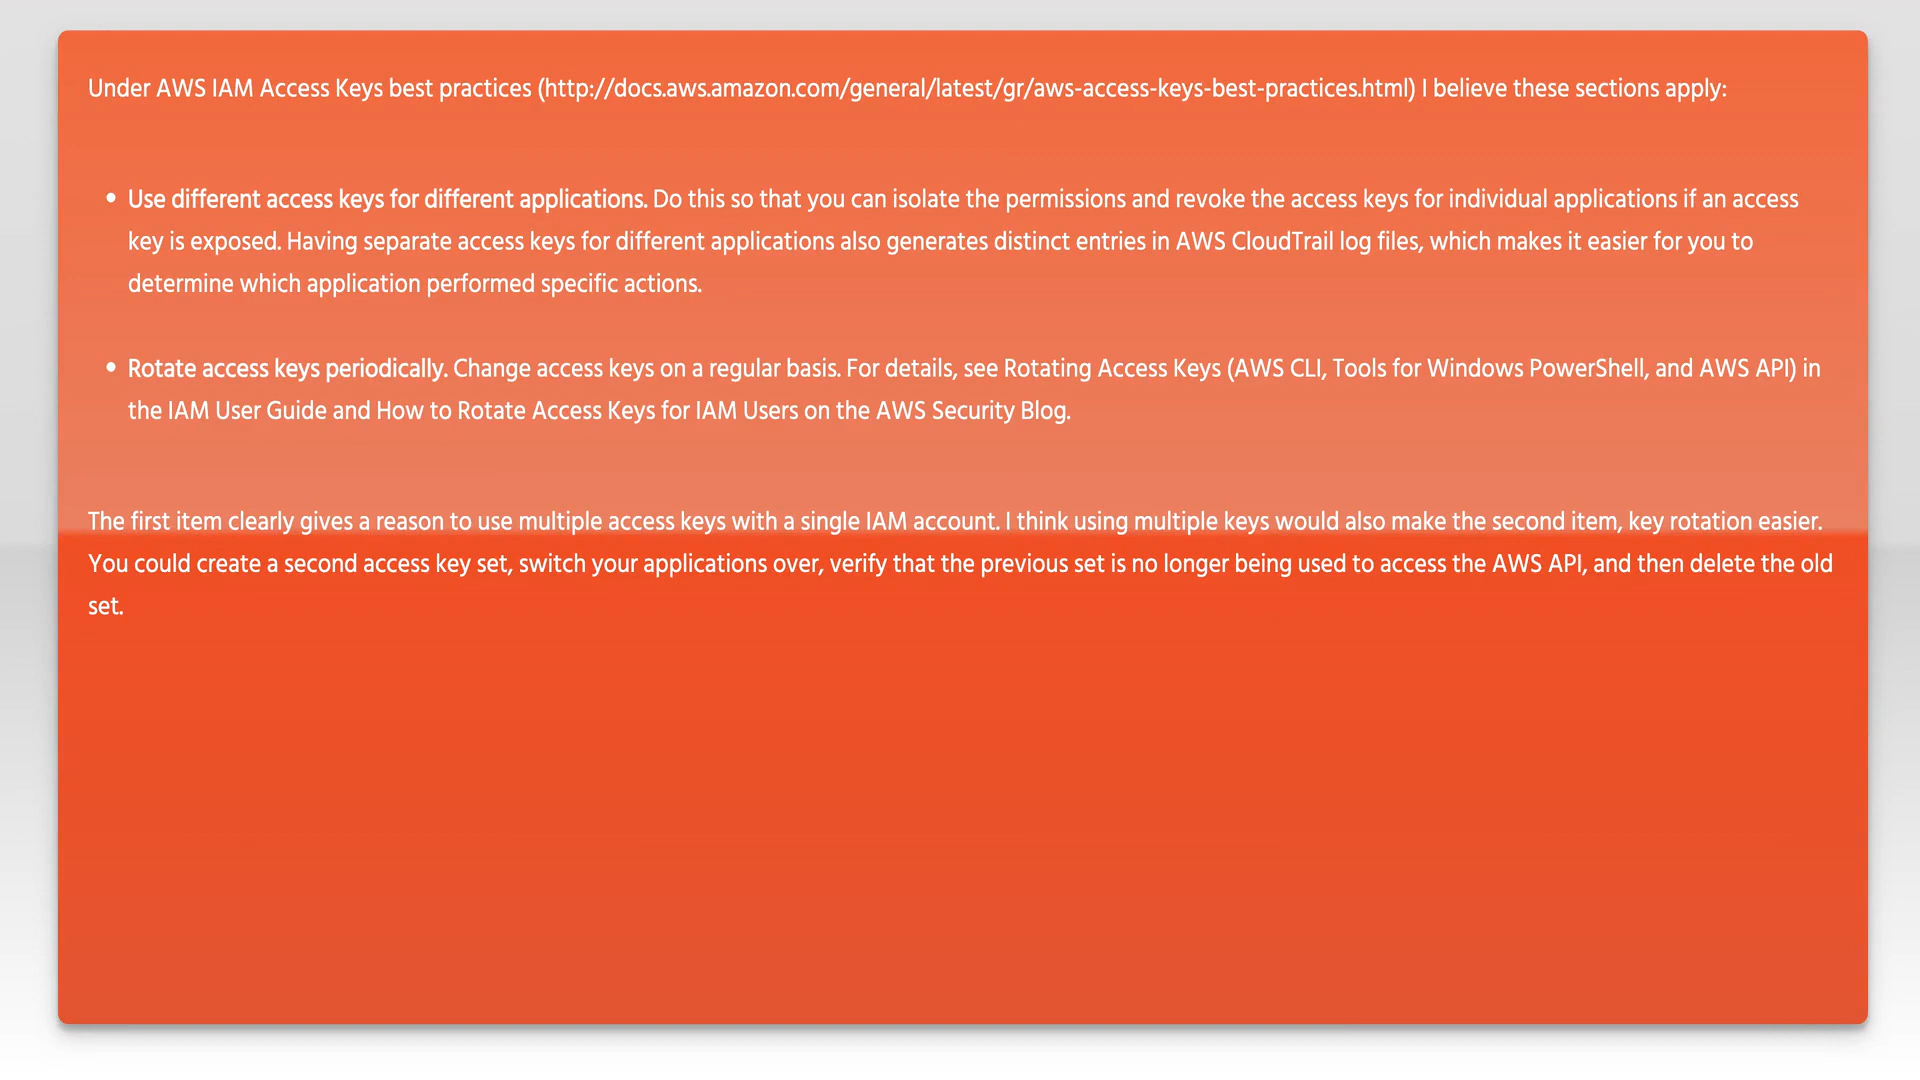 Under AWS IAM Access Keys best practices (http://docs.aws.amazon.com/general/latest/gr/aws-access-keys-best-practices.html) I believe these sections apply:
• Use different access keys for different applications. Do this so that you can isolate the permissions and revoke the access keys for individual applications if an access
key is exposed. Having separate access keys for different applications also generates distinct entries in AWS CloudTrail log files, which makes it easier for you to
determine which application performed specific actions.
• Rotate access keys periodically. Change access keys on a regular basis. For details, see Rotating Access Keys (AWS CLI, Tools for Windows PowerShell, and AWS API) in
the IAM User Guide and How to Rotate Access Keys for IAM Users on the AWS Security Blog.
The first item clearly gives a reason to use multiple access keys with a single IAM account. I think using multiple keys would also make the second item, key rotation easier.
You could create a second access key set, switch your applications over, verify that the previous set is no longer being used to access the AWS API, and then delete the old
set.